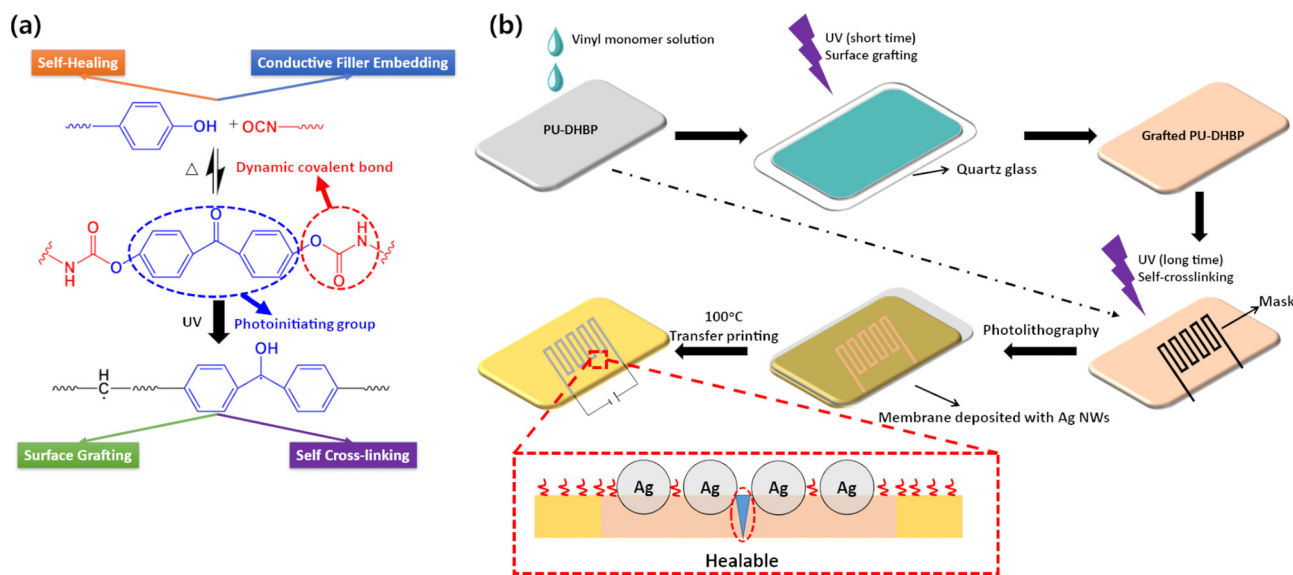 (a)
Self-Healing
Conductive Filler Embedding
OH
+ OCN
△
Dynamic covalent bond
O
O
N
H
O
O
O
H
N
UV
Photoinitiating group
OH
H
C
Surface Grafting
Self Cross-linking
(b)
Vinyl monomer solution
UV (short time)
Surface grafting
PU-DHBP
Quartz glass
Grafted PU-DHBP
UV (long time)
Self-crosslinking
Mask
Photolithography
100°C
Transfer printing
Membrane deposited with Ag NWs
Ag
Ag
Ag
Ag
Healable